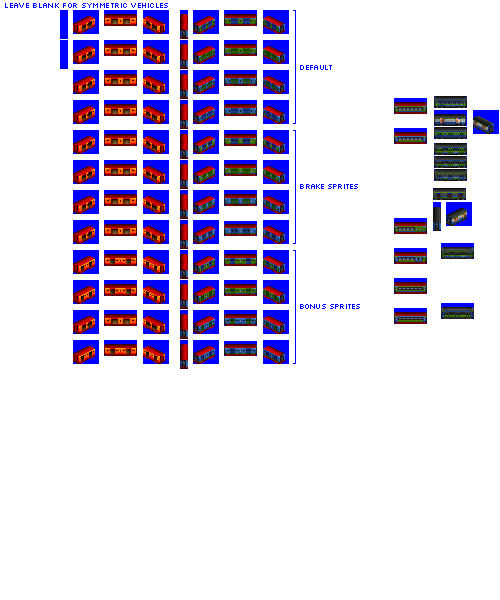 LEAVE BLANK FOR SYMMETRIC VEHICLES
DEFAULT
BRAKE SPRITES
BONUS SPRITES